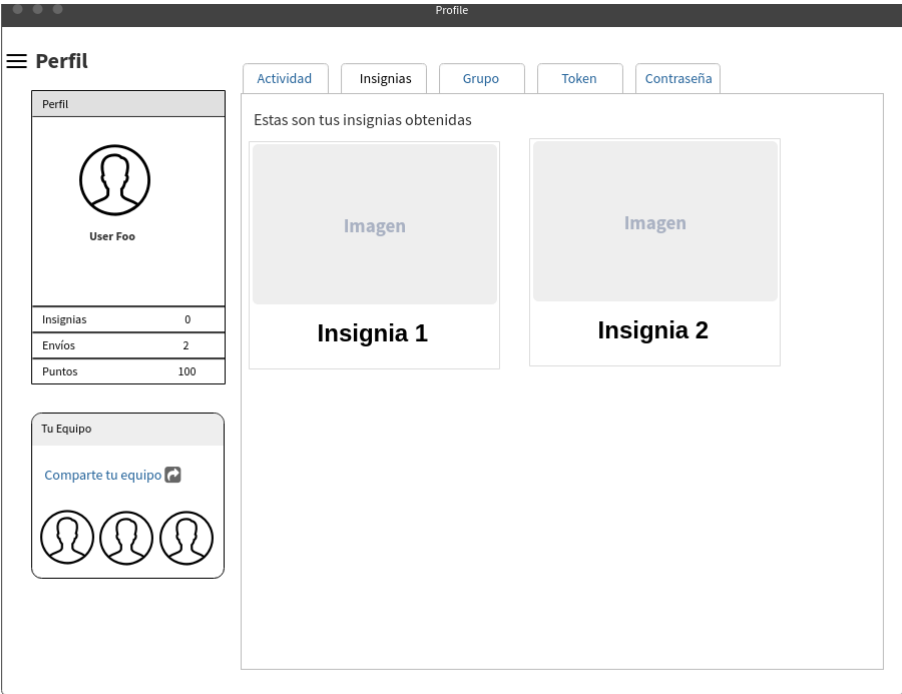 Profile
Perfil
Actividad
Insignias
Grupo
Token
Contraseña
Perfil
User Foo
Insignias 0
Envíos 2
Puntos 100
Tu Equipo
Comparte tu equipo
Estas son tus insignias obtenidas
Imagen
Insignia 1
Imagen
Insignia 2